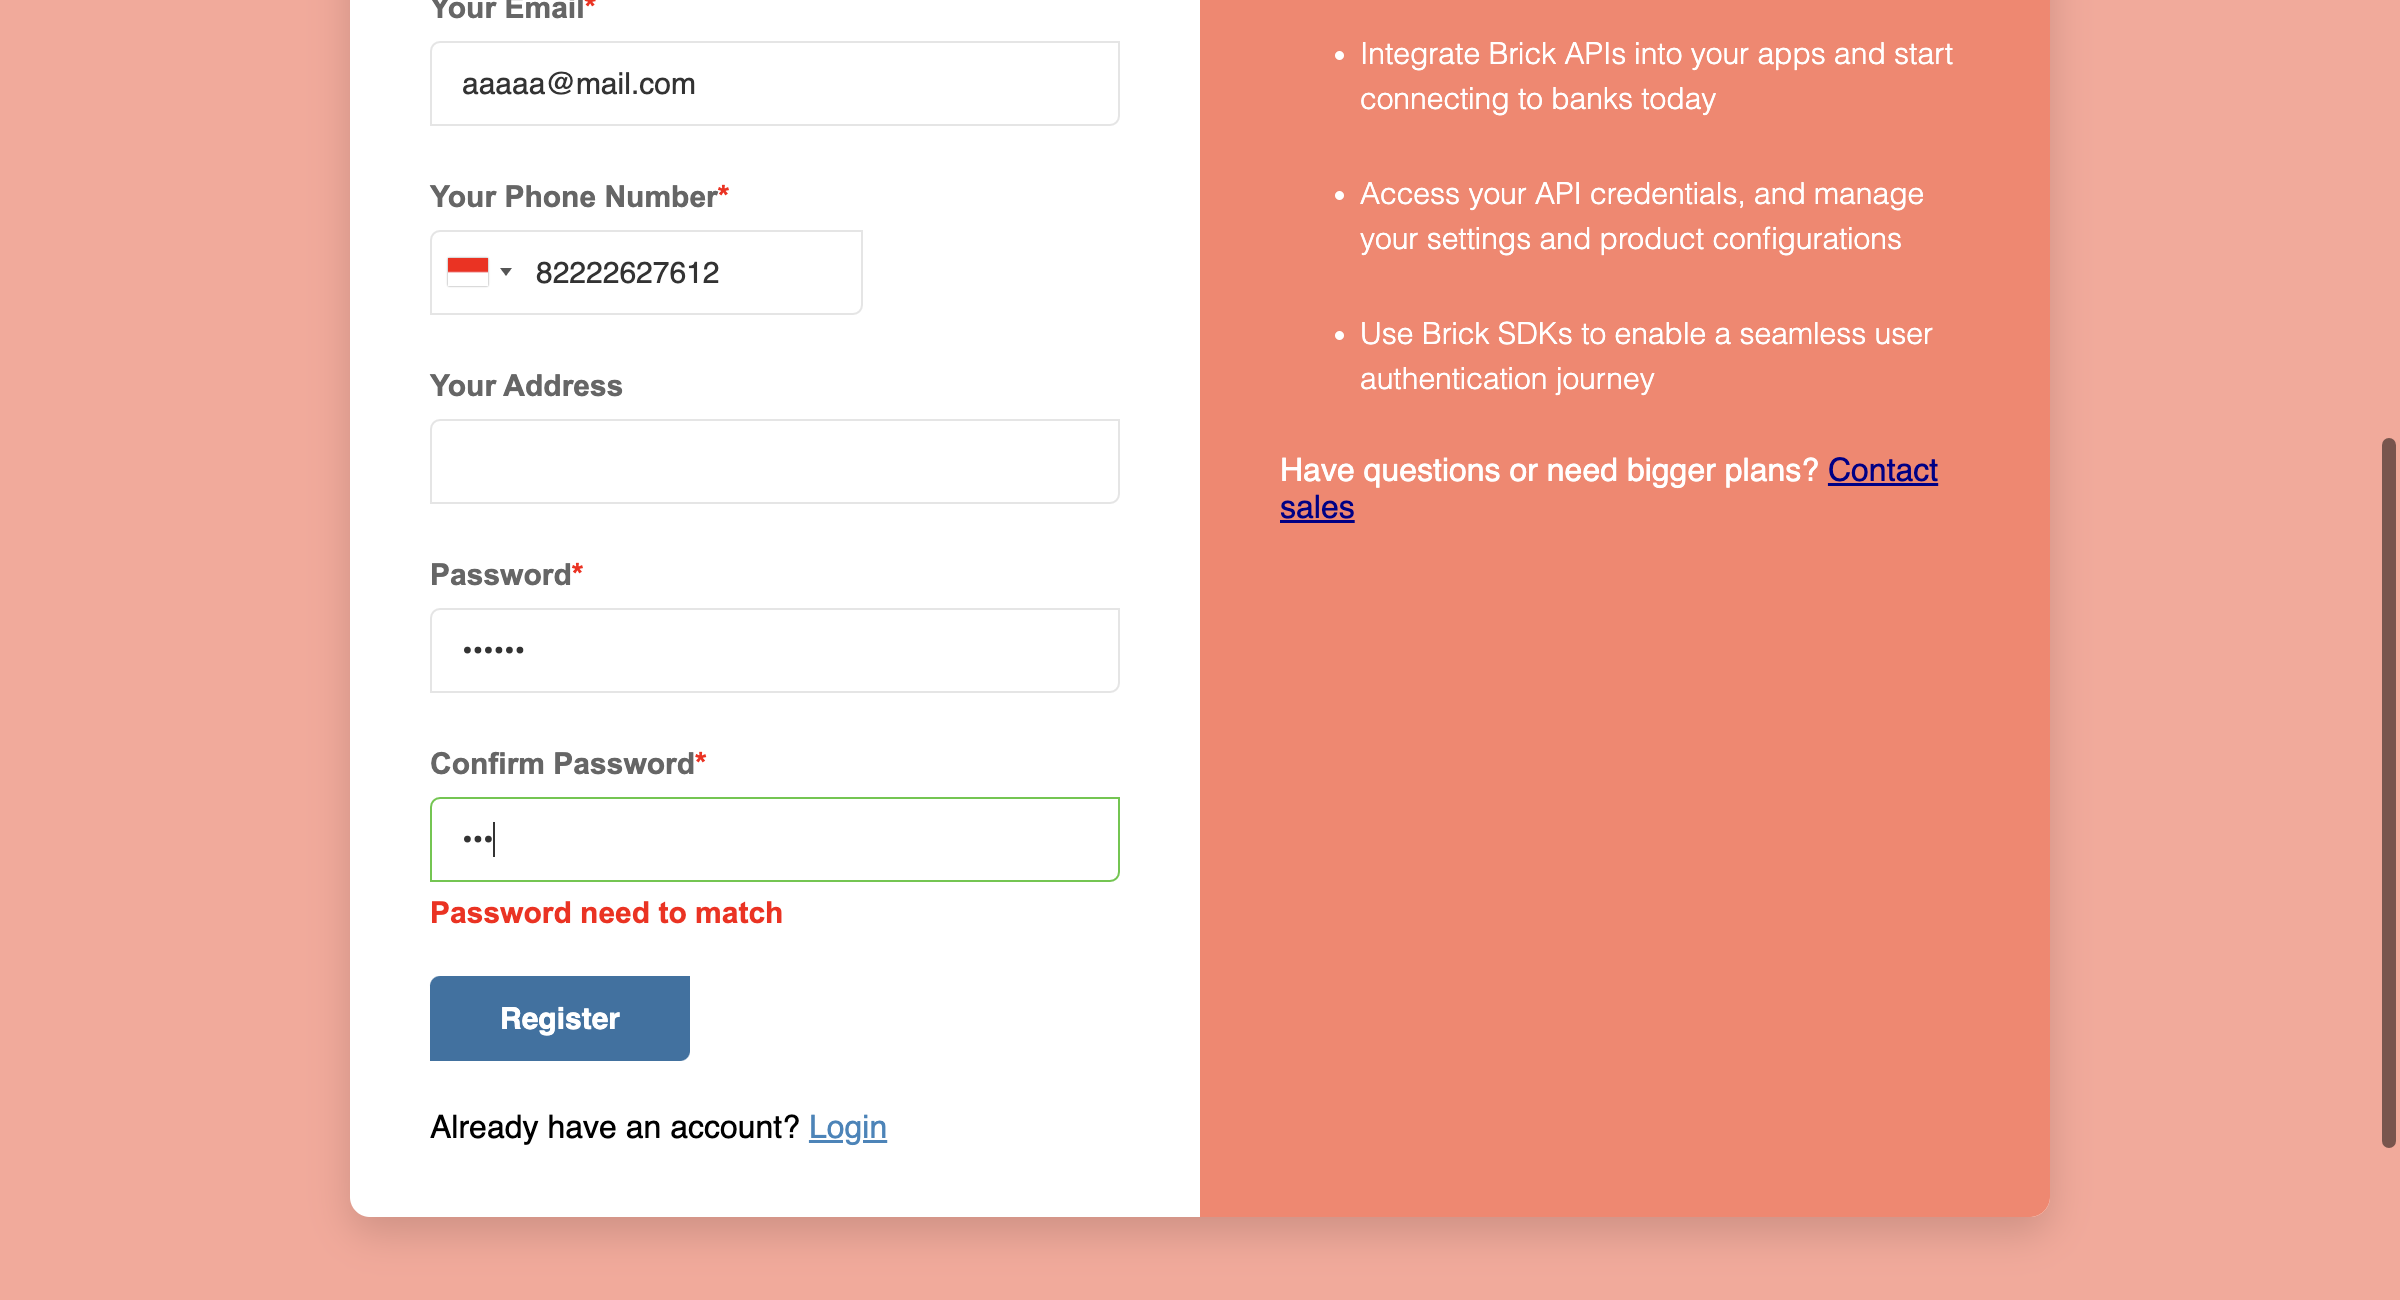 Your Email*
aaaaa@mail.com
Your Phone Number*
82222627612
Your Address
Password*
••••••
Confirm Password*
•••
Password need to match
Register
Already have an account? Login
• Integrate Brick APIs into your apps and start
connecting to banks today
• Access your API credentials, and manage
your settings and product configurations
• Use Brick SDKs to enable a seamless user
authentication journey
Have questions or need bigger plans? Contact
sales